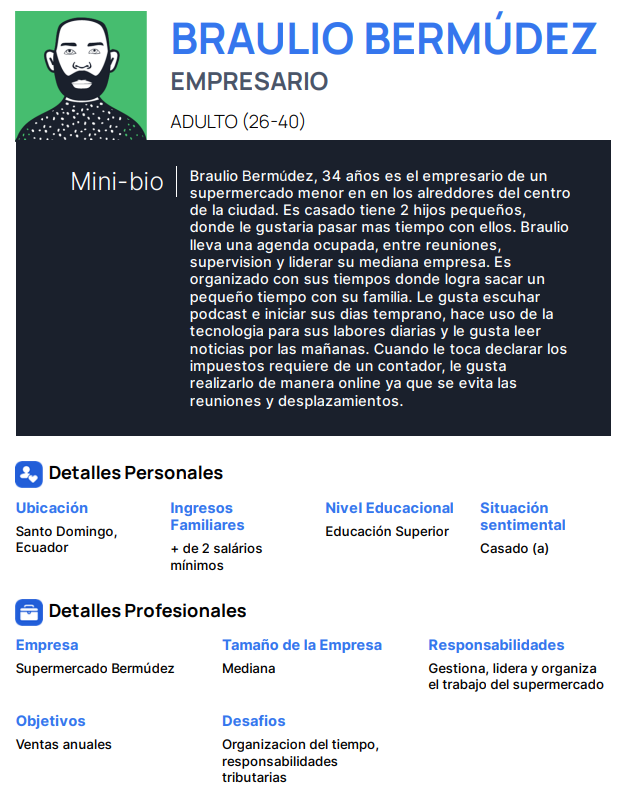 BRAULIO BERMÚDEZ
EMPRESARIO
ADULTO (26-40)
Mini-bio
Braulio Bermúdez, 34 años es el empresario de un
supermercado menor en en los alreddores del centro
de la ciudad. Es casado tiene 2 hijos pequeños,
donde le gustaria pasar mas tiempo con ellos. Braulio
lleva una agenda ocupada, entre reuniones,
supervision y liderar su mediana empresa. Es
organizado con sus tiempos donde logra sacar un
pequeño tiempo con su familia. Le gusta escuhar
podcast e iniciar sus dias temprano, hace uso de la
tecnologia para sus labores diarias y le gusta leer
noticias por las mañanas. Cuando le toca declarar los
impuestos requiere de un contador, le gusta
realizarlo de manera online ya que se evita las
reuniones y desplazamientos.
Detalles Personales
Ubicación
Santo Domingo,
Ecuador
Ingresos
Familiares
+ de 2 salários
mínimos
Nivel Educacional
Educación Superior
Situación
sentimental
Casado (a)
Detalles Profesionales
Empresa
Supermercado Bermúdez
Tamaño de la Empresa
Mediana
Responsabilidades
Gestiona, lidera y organiza
el trabajo del supermercado
Objetivos
Ventas anuales
Desafios
Organizacion del tiempo,
responsabilidades
tributarias